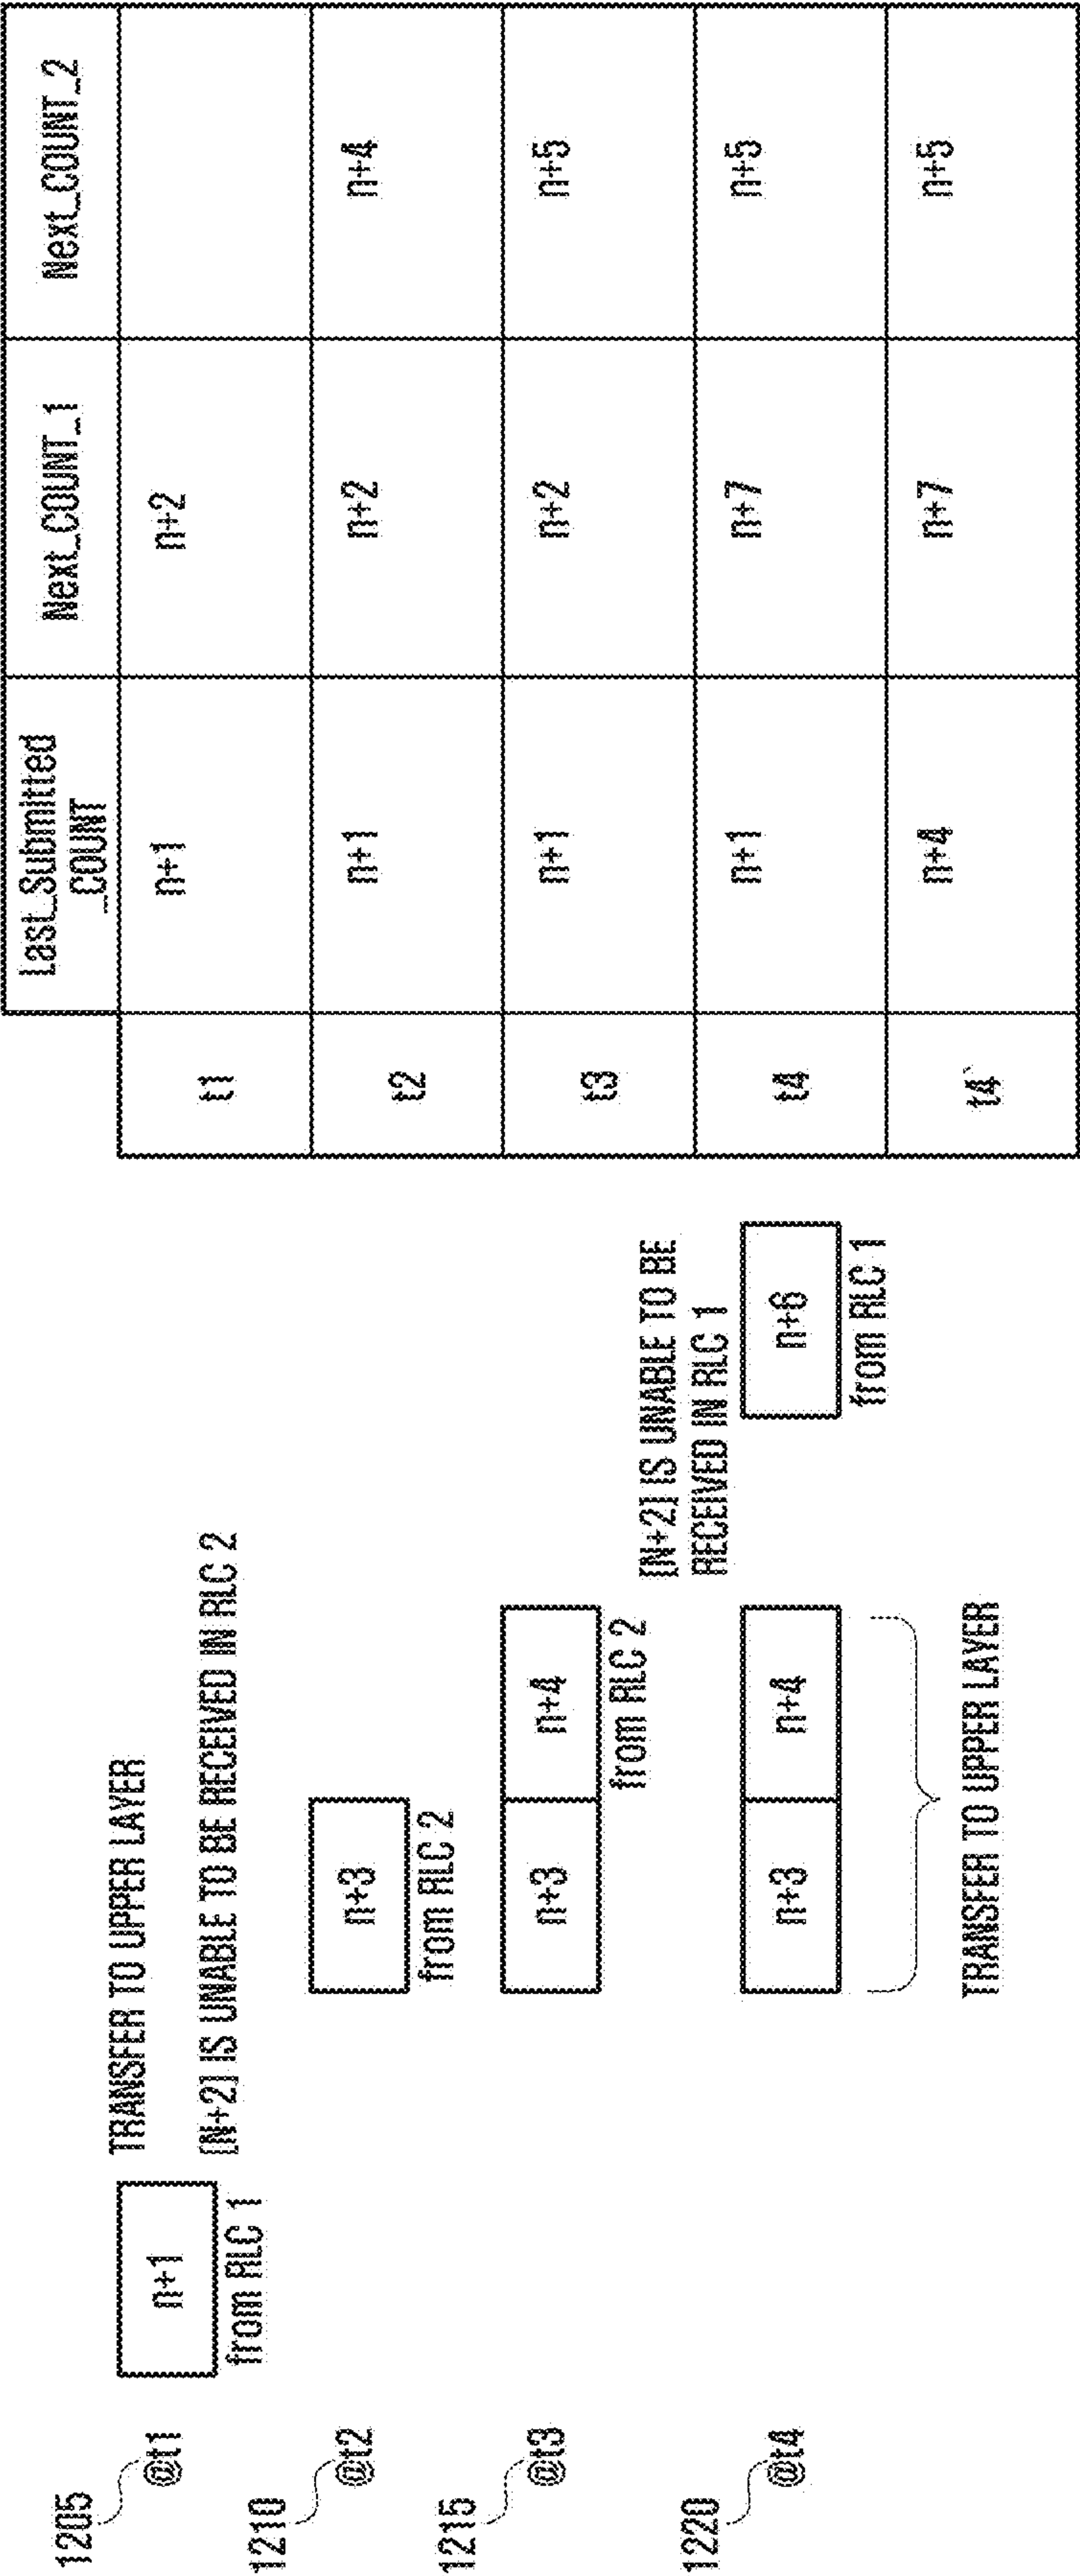 1205
@t1
n+1
from RLC 1
TRANSFER TO UPPER LAYER
[N+2] IS UNABLE TO BE RECEIVED IN RLC 2
1210
@t2
n+3
from RLC 2
1215
@t3
n+3
n+4
from RLC 2
[N+2] IS UNABLE TO BE
RECEIVED IN RLC 1
1220
@t4
n+3
n+4
n+6
from RLC 1
TRANSFER TO UPPER LAYER
Last_Submitted
_COUNT
Next_COUNT_1
Next_COUNT_2
t1
n+1
n+2
t2
n+1
n+2
n+4
t3
n+1
n+2
n+5
t4
n+1
n+7
n+5
t4`
n+4
n+7
n+5